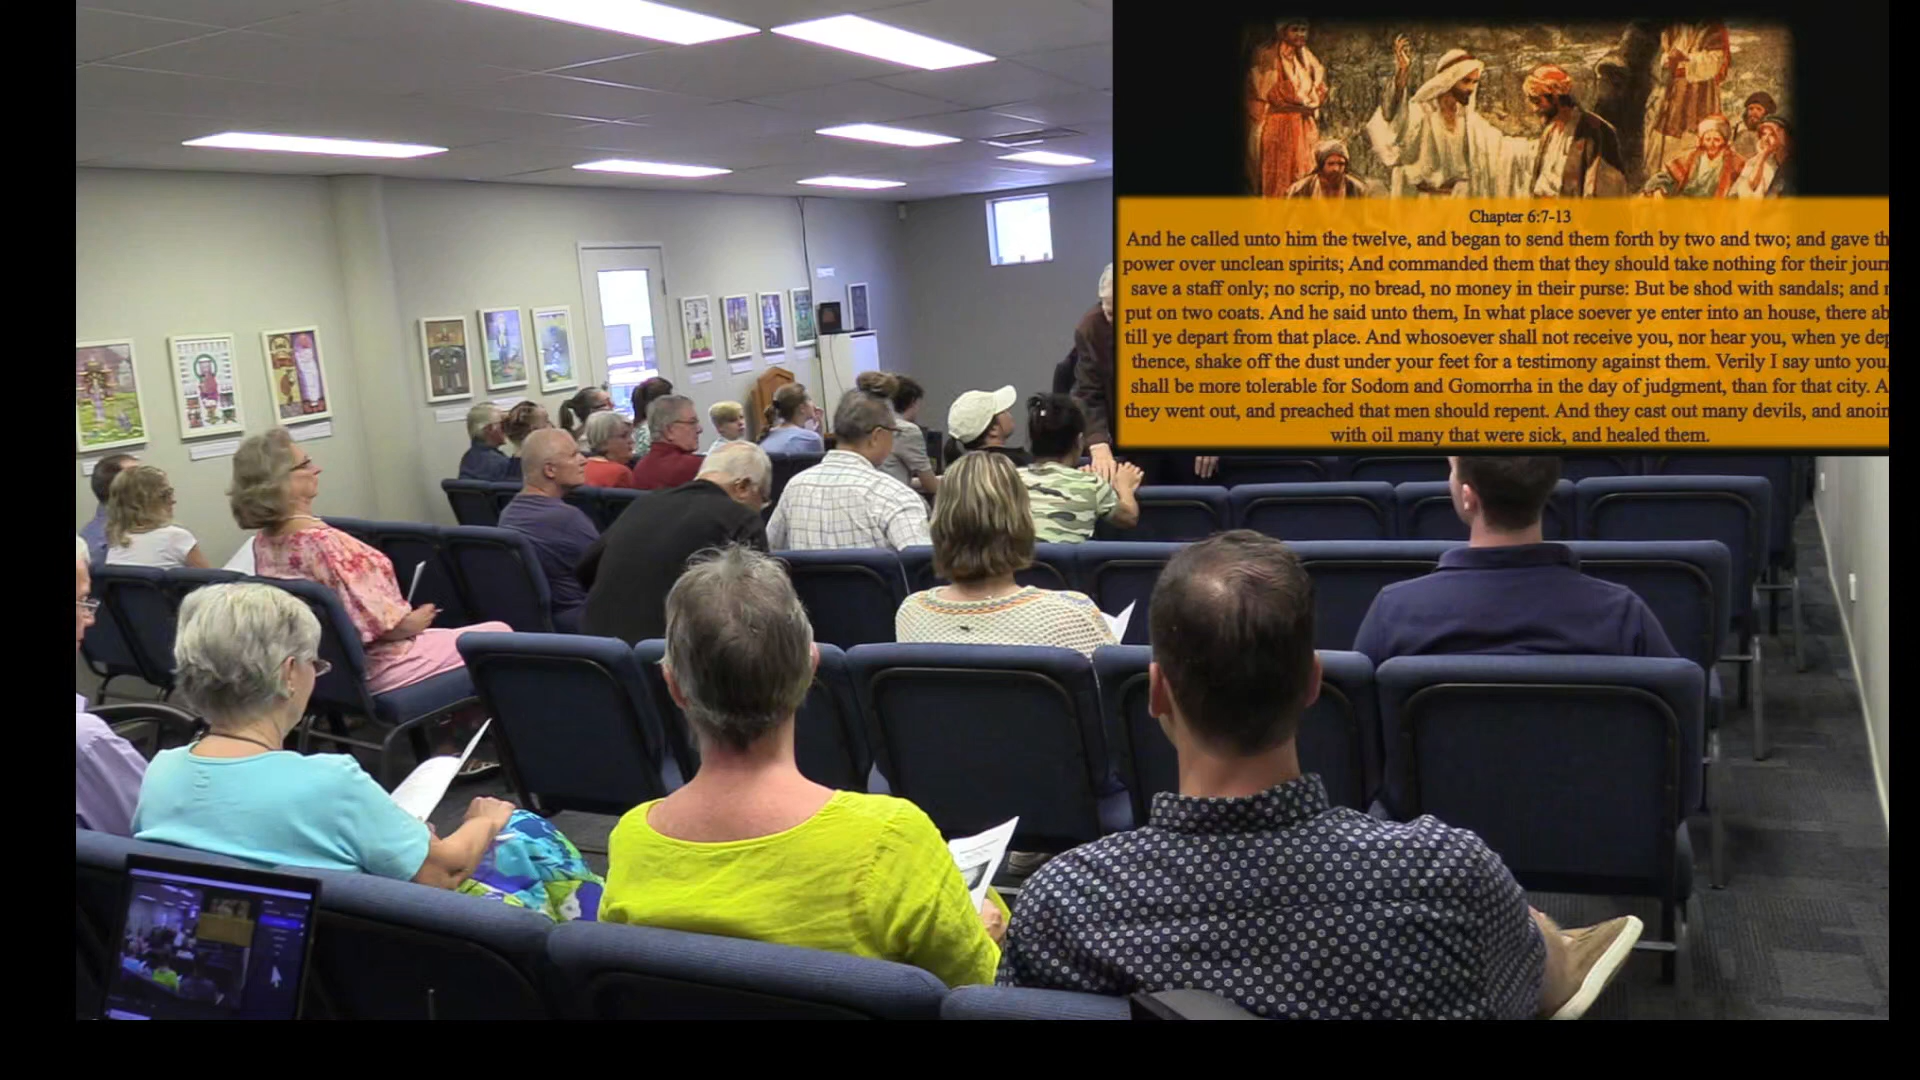 Chapter 6:7-13
And he called unto him the twelve, and began to send them forth by two and two; and gave th
power over unclean spirits; And commanded them that they should take nothing for their jour
save a staff only; no scrip, no bread, no money in their purse: But be shod with sandals; and
put on two coats. And he said unto them, In what place soever ye enter into an house, there ab
till ye depart from that place. And whosoever shall not receive you, nor hear you, when ye dep
thence, shake off the dust under your feet for a testimony against them. Verily I say unto you,
shall be more tolerable for Sodom and Gomorrha in the day of judgment, than for that city. A
they went out, and preached that men should repent. And they cast out many devils, and anoin
with oil many that were sick, and healed them.